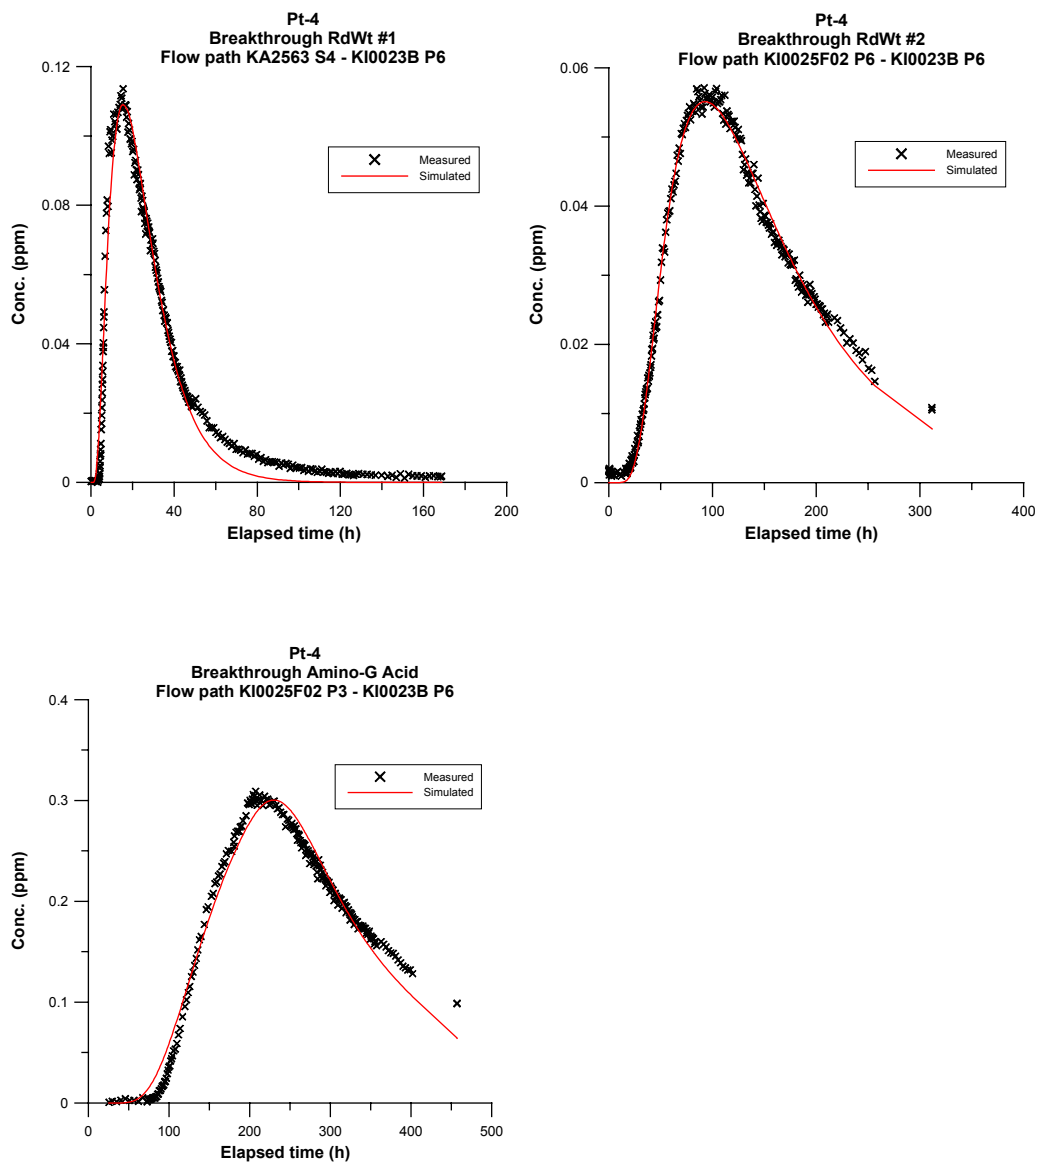 Pt-4
Breakthrough RdWt #1
Flow path KA2563 S4 - KI0023B P6
0.12
0.08
0.04
0
Conc. (ppm)
Measured
Simulated
0 40 80 120 160 200
Elapsed time (h)
Pt-4
Breakthrough RdWt #2
Flow path KI0025F02 P6 - KI0023B P6
0.06
0.04
0.02
0
Conc. (ppm)
Measured
Simulated
0 100 200 300 400
Elapsed time (h)
Pt-4
Breakthrough Amino-G Acid
Flow path KI0025F02 P3 - KI0023B P6
0.4
0.3
0.2
0.1
0
Conc. (ppm)
Measured
Simulated
0 100 200 300 400 500
Elapsed time (h)